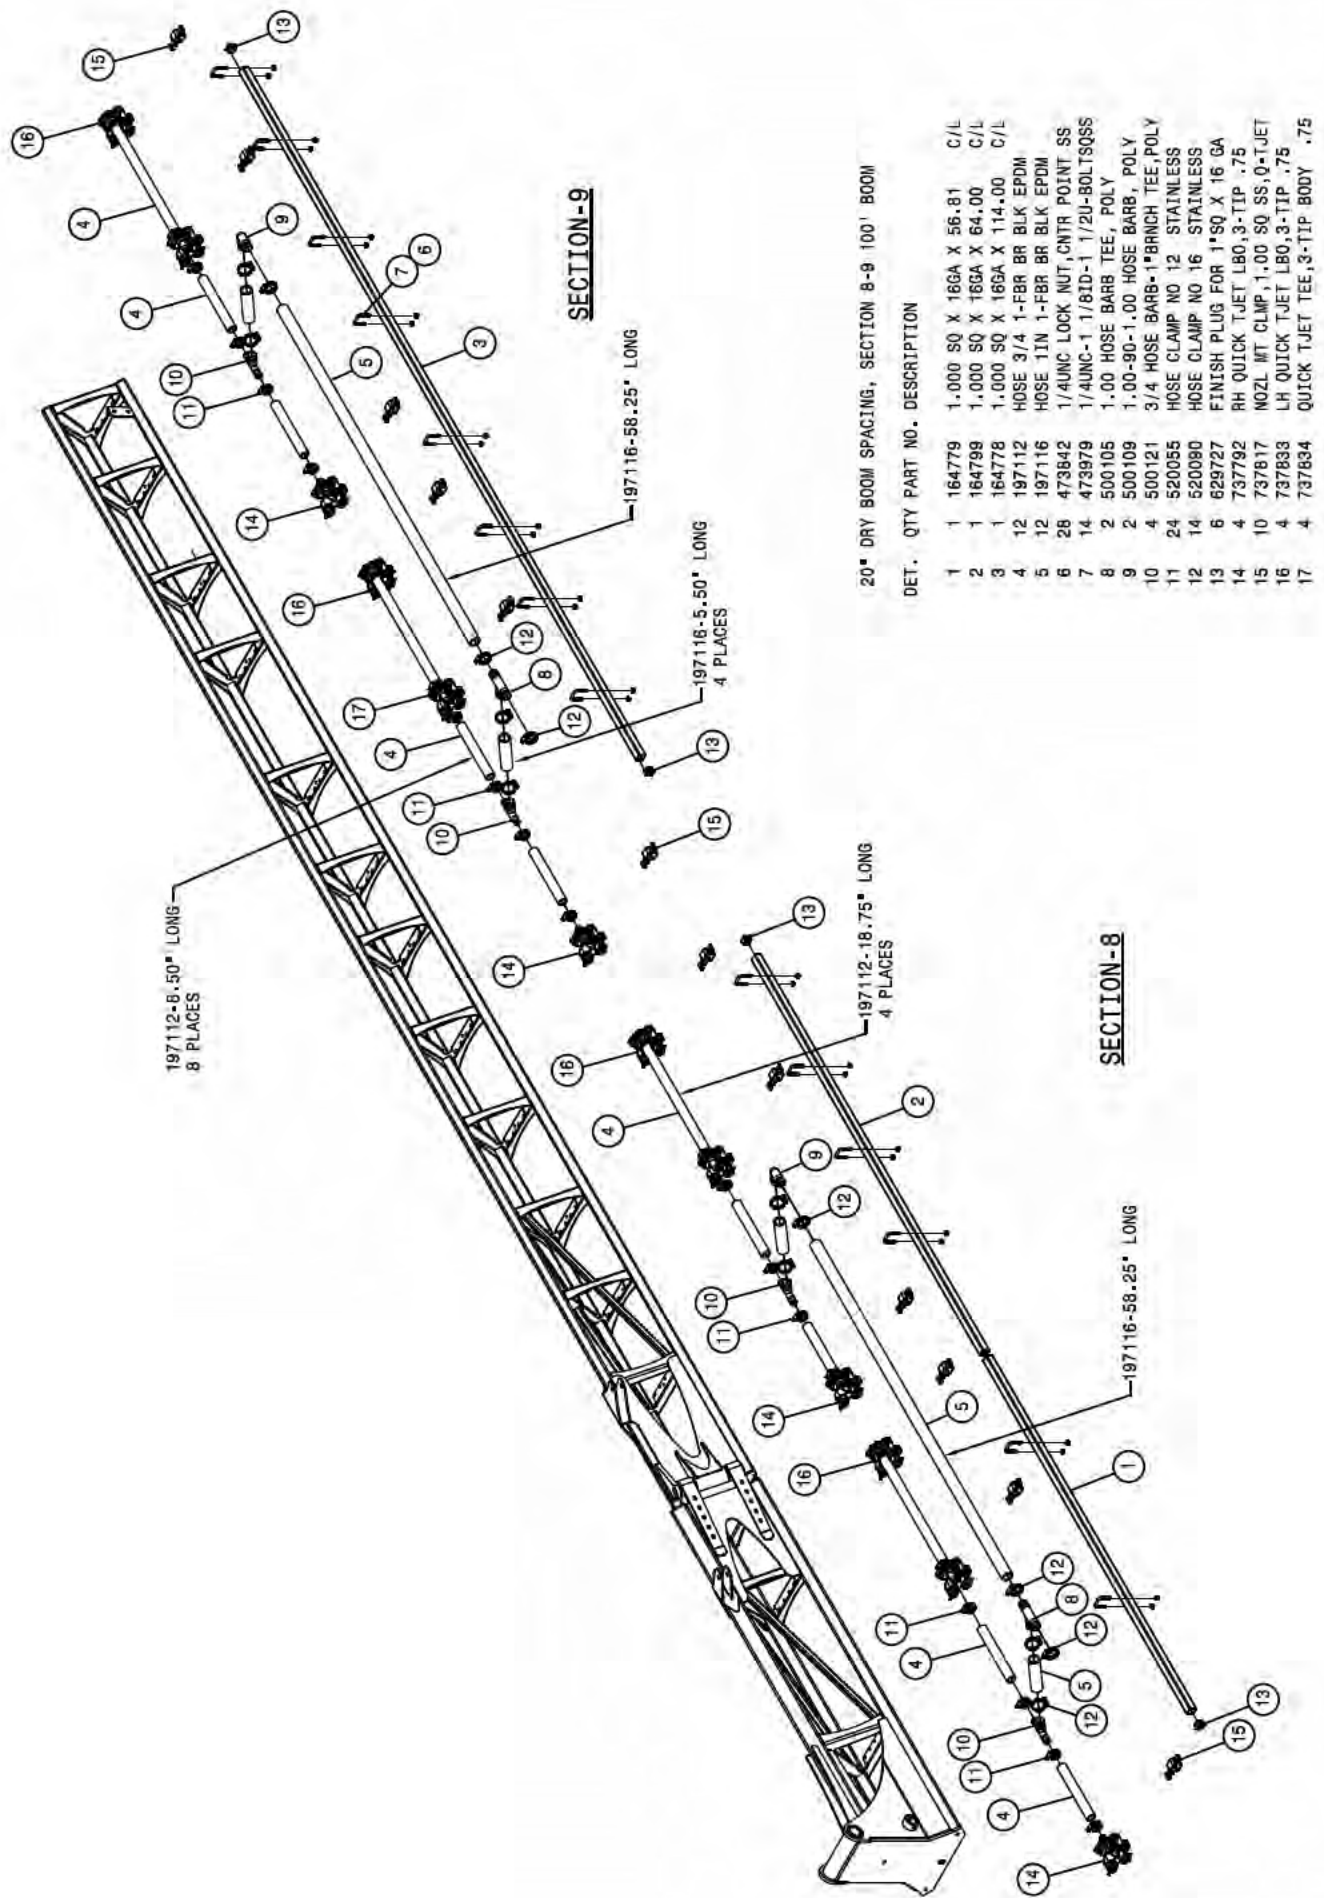 16
15
13
4
9
4
7
6
SECTION-9
10
5
3
11
197116-58.25" LONG
14
16
12
197116-5.50" LONG
4 PLACES
17
8
4
12
13
11
10
15
197112-6.50" LONG
8 PLACES
14
13
197112-18.75" LONG
4 PLACES
16
4
2
SECTION-8
9
12
10
11
197116-58.25" LONG
14
5
16
1
12
11
8
4
12
5
12
10
13
11
15
4
14
20" DRY BOOM SPACING, SECTION 8-9 100' BOOM
DET. QTY PART NO. DESCRIPTION
1 1 164779 1.000 SQ X 16GA X 56.81 C/L
2 1 164799 1.000 SQ X 16GA X 64.00 C/L
3 1 164778 1.000 SQ X 16GA X 114.00 C/L
4 12 197112 HOSE 3/4 1-FBR BR BLK EPDM
5 12 197116 HOSE 1IN 1-FBR BR BLK EPDM
6 28 473842 1/4UNC LOCK NUT,CNTR POINT SS
7 14 473979 1/4UNC-1 1/8ID-1 1/2U-BOLTSQSS
8 2 500105 1.00 HOSE BARB TEE, POLY
9 2 500109 1.00-90-1.00 HOSE BARB, POLY
10 4 500121 3/4 HOSE BARB-1"BRNCH TEE,POLY
11 24 520055 HOSE CLAMP NO 12 STAINLESS
12 14 520090 HOSE CLAMP NO 16 STAINLESS
13 6 629727 FINISH PLUG FOR 1"SQ X 16 GA
14 4 737792 RH QUICK TJET LBO,3-TIP .75
15 10 737817 NOZL MT CLMP,1.00 SQ SS,Q-TJET
16 4 737833 LH QUICK TJET LBO,3-TIP .75
17 4 737834 QUICK TJET TEE,3-TIP BODY .75